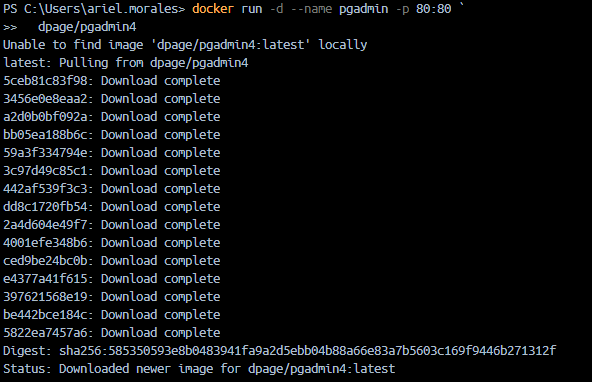 PS C:\Users\ariel.morales> docker run -d --name pgadmin -p 80:80 `
>>   dpage/pgadmin4
Unable to find image 'dpage/pgadmin4:latest' locally
latest: Pulling from dpage/pgadmin4
5ceb81c83f98: Download complete
3456e0e8eaa2: Download complete
a2d0b0bf092a: Download complete
bb05ea188b6c: Download complete
59a3f334794e: Download complete
3c97d49c85c1: Download complete
442af539f3c3: Download complete
dd8c1720fb54: Download complete
2a4d604e49f7: Download complete
4001efe348b6: Download complete
ced9be24bc0b: Download complete
e4377a41f615: Download complete
397621568e19: Download complete
be442bce184c: Download complete
5822ea7457a6: Download complete
Digest: sha256:585350593e8b0483941fa9a2d5ebb04b88a66e83a7b5603c169f9446b271312f
Status: Downloaded newer image for dpage/pgadmin4:latest